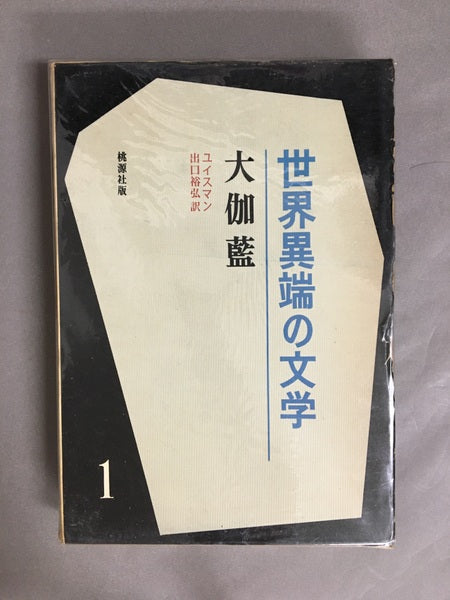 世界異端の文学
大伽藍
ユイスマン
出口裕弘訳
桃源社版
1